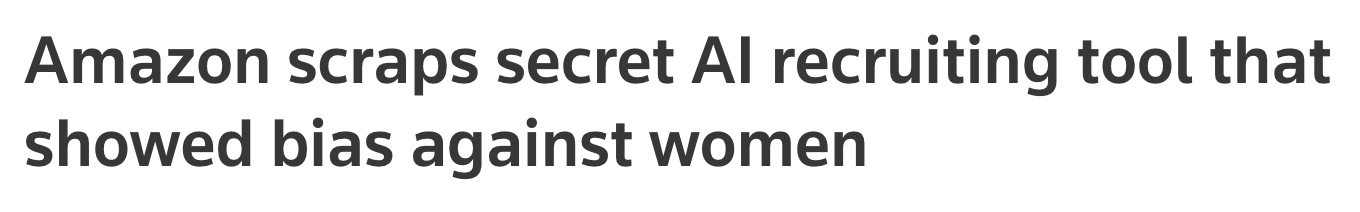 Amazon scraps secret AI recruiting tool that
showed bias against women